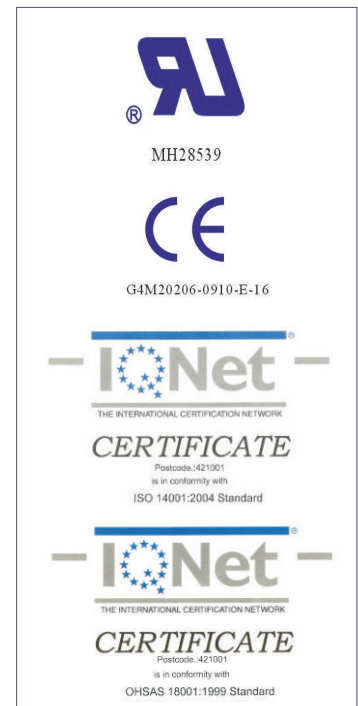 ®
MH28539
CE
G4M20206-0910-E-16
®
IQNet
THE INTERNATIONAL CERTIFICATION NETWORK
CERTIFICATE
Postcode.:421001
is in conformity with
ISO 14001:2004 Standard
®
IQNet
THE INTERNATIONAL CERTIFICATION NETWORK
CERTIFICATE
Postcode.:421001
is in conformity with
OHSAS 18001:1999 Standard